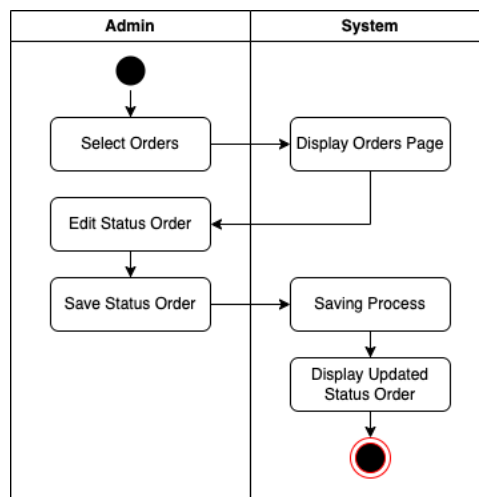 Admin
System
Select Orders
Display Orders Page
Edit Status Order
Save Status Order
Saving Process
Display Updated
Status Order